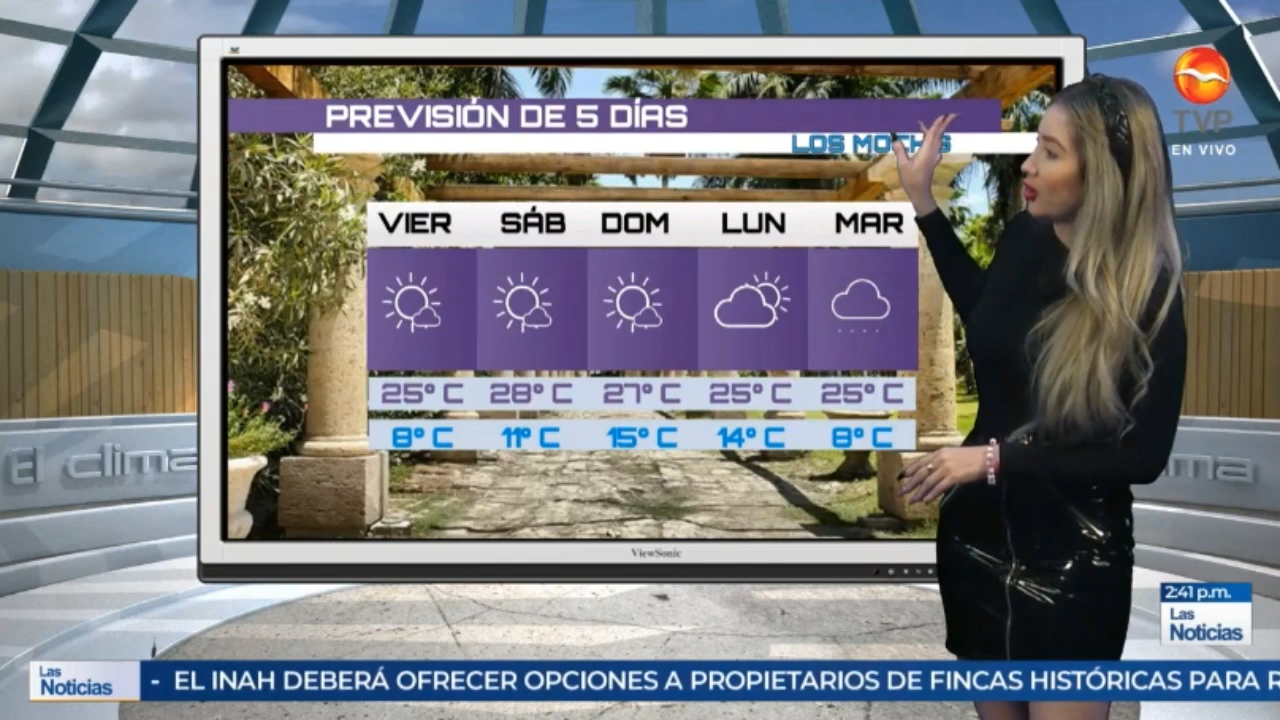 PREVISIÓN DE 5 DÍAS
LOS
VIER SÁB DOM LUN MAR
25° C 28° C 27° C 25° C 25° C
8° C 11° C 15° C 14° C 8° C
ViewSonic
TVP
EN VIVO
El clima
ma
2:41 p.m.
Las
Noticias
Las
Noticias
- EL INAH DEBERÁ OFRECER OPCIONES A PROPIETARIOS DE FINCAS HISTÓRICAS PARA R